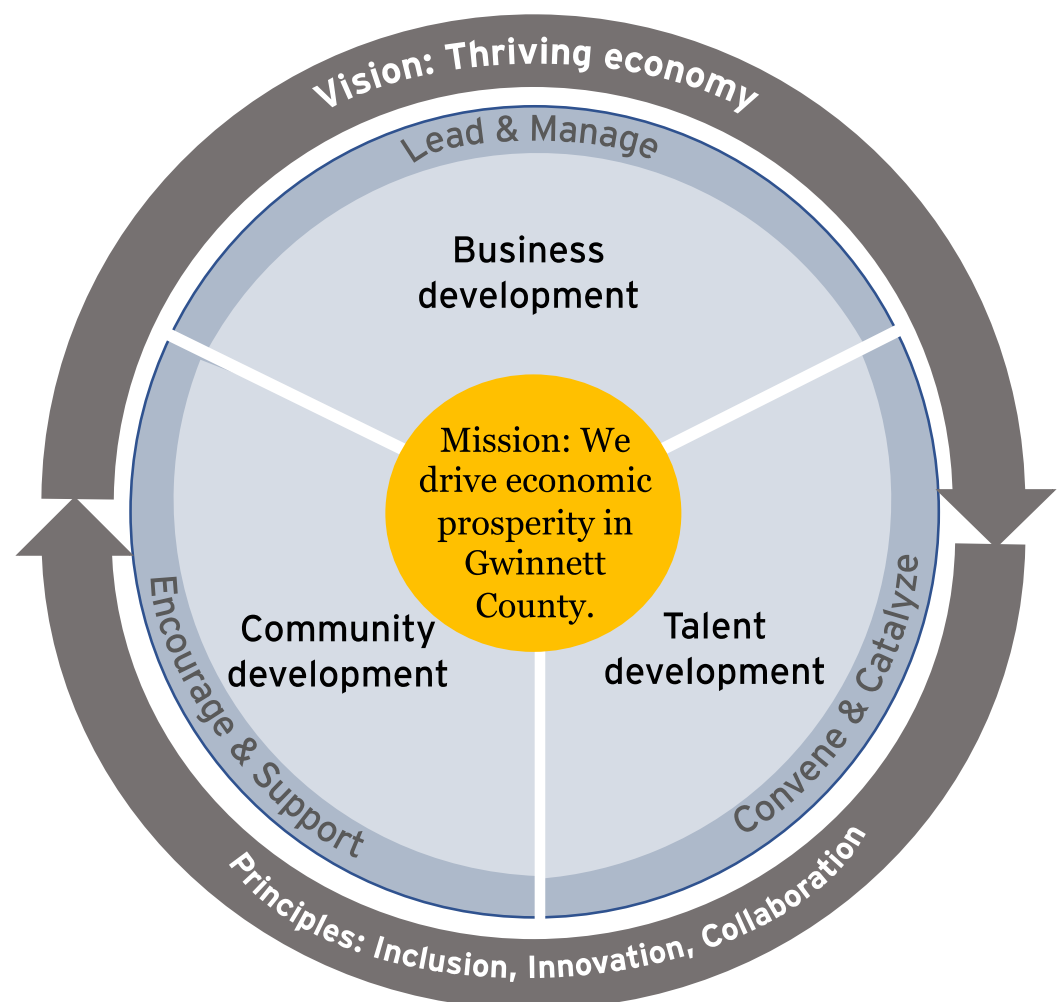 Vision: Thriving economy
Lead & Manage
Business
development
Mission: We
drive economic
prosperity in
Gwinnett
County.
Community
development
Talent
development
Encourage & Support
Convene & Catalyze
Principles: Inclusion, Innovation, Collaboration